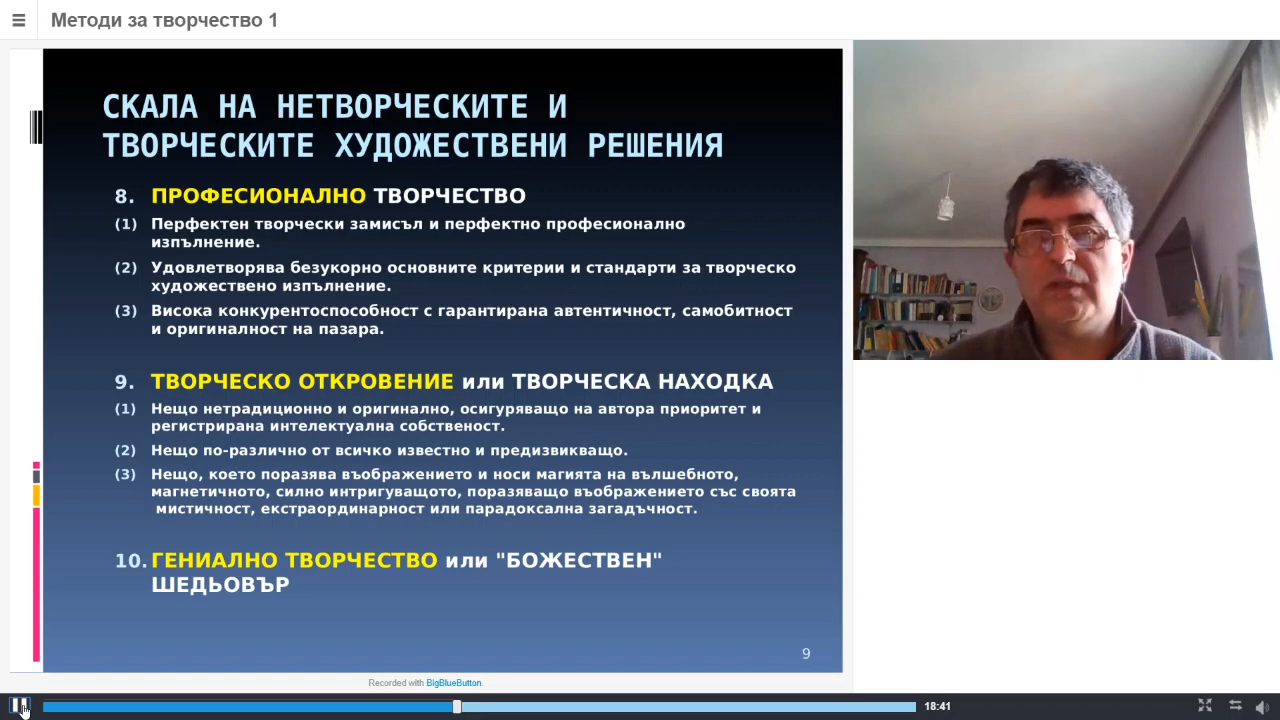 Методи за творчество 1
СКАЛА НА НЕТВОРЧЕСКИТЕ И
ТВОРЧЕСКИТЕ ХУДОЖЕСТВЕНИ РЕШЕНИЯ
8. ПРОФЕСИОНАЛНО ТВОРЧЕСТВО
(1) Перфектен творчески замисъл и перфектно професионално
изпълнение.
(2) Удовлетворява безукорно основните критерии и стандарти за творческо
художествено изпълнение.
(3) Висока конкурентоспособност с гарантирана автентичност, самобитност
и оригиналност на пазара.
9. ТВОРЧЕСКО ОТКРОВЕНИЕ или ТВОРЧЕСКА НАХОДКА
(1) Нещо нетрадиционно и оригинално, осигуряващо на автора приоритет и
регистрирана интелектуална собственост.
(2) Нещо по-различно от всичко известно и предизвикващо.
(3) Нещо, което поразява въображението и носи магията на вълшебното,
магнетичното, силно интригуващото, поразяващо въображението със своята
мистичност, екстраординарност или парадоксална загадъчност.
10. ГЕНИАЛНО ТВОРЧЕСТВО или "БОЖЕСТВЕН"
ШЕДЬОВЪР
9
Recorded with BigBlueButton.
18:41